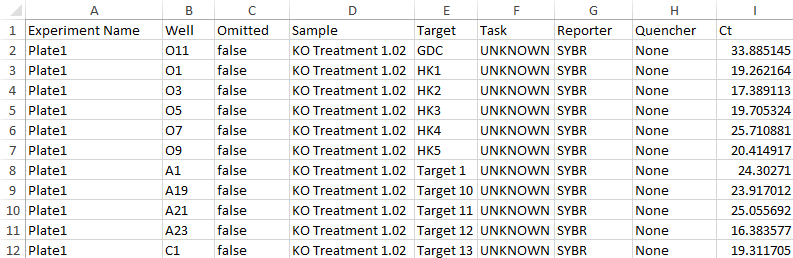 A B C D E F G H I
1 Experiment Name Well Omitted Sample Target Task Reporter Quencher Ct
2 Plate1 O11 false KO Treatment 1.02 GDC UNKNOWN SYBR None 33.885145
3 Plate1 O1 false KO Treatment 1.02 HK1 UNKNOWN SYBR None 19.262164
4 Plate1 O3 false KO Treatment 1.02 HK2 UNKNOWN SYBR None 17.389113
5 Plate1 O5 false KO Treatment 1.02 HK3 UNKNOWN SYBR None 19.705324
6 Plate1 O7 false KO Treatment 1.02 HK4 UNKNOWN SYBR None 25.710881
7 Plate1 O9 false KO Treatment 1.02 HK5 UNKNOWN SYBR None 20.414917
8 Plate1 A1 false KO Treatment 1.02 Target 1 UNKNOWN SYBR None 24.30271
9 Plate1 A19 false KO Treatment 1.02 Target 10 UNKNOWN SYBR None 23.917012
10 Plate1 A21 false KO Treatment 1.02 Target 11 UNKNOWN SYBR None 25.055692
11 Plate1 A23 false KO Treatment 1.02 Target 12 UNKNOWN SYBR None 16.383577
12 Plate1 C1 false KO Treatment 1.02 Target 13 UNKNOWN SYBR None 19.311705